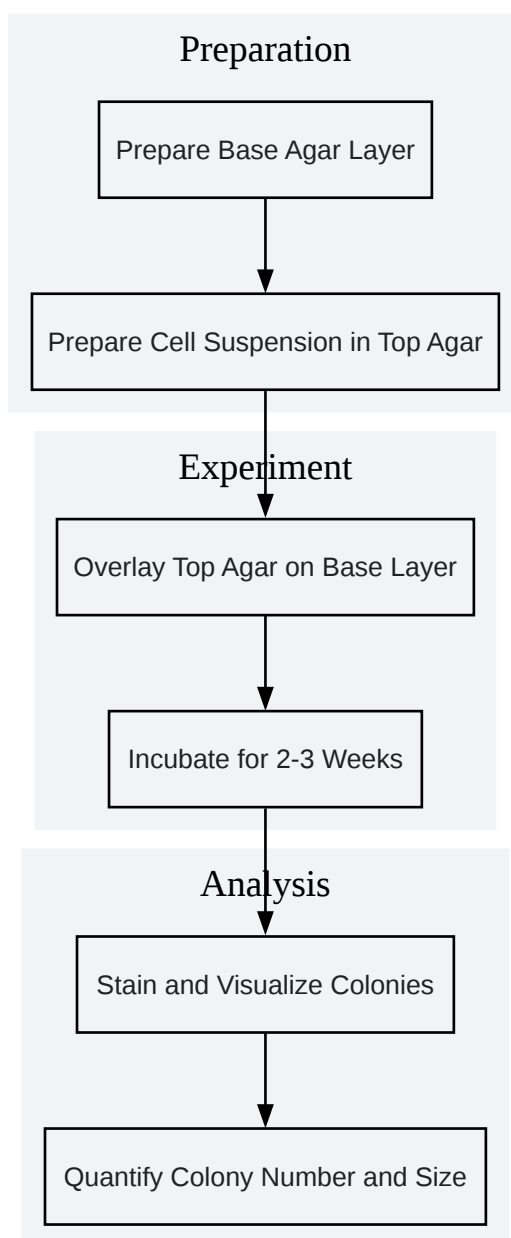 Preparation
Prepare Base Agar Layer
Prepare Cell Suspension in Top Agar
Experiment
Overlay Top Agar on Base Layer
Incubate for 2-3 Weeks
Analysis
Stain and Visualize Colonies
Quantify Colony Number and Size